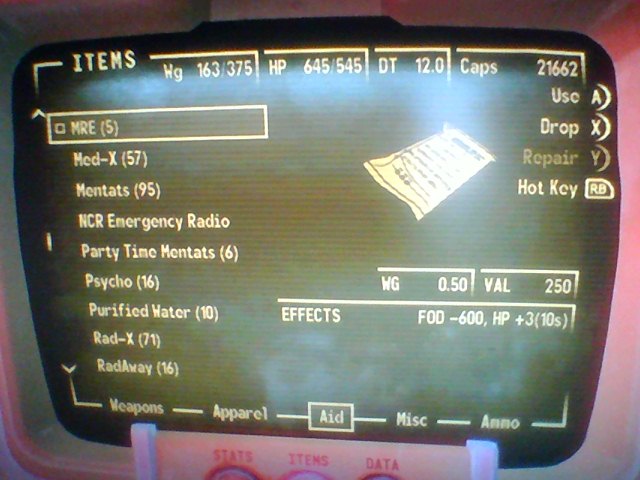 ITEMS Wg 163/375 HP 645/545 DT 12.0 Caps 21662
Use A)
Drop X)
Repair Y)
Hot Key RB
MRE (5)
Med-X (57)
Mentats (95)
NCR Emergency Radio
Party Time Mentats (6)
Psycho (16)
Purified Water (10)
Rad-X (71)
RadAway (16)
WG 0.50 VAL 250
EFFECTS FOD -600, HP +3(10s)
Weapons Apparel Aid Misc Ammo
STATS ITEMS DATA